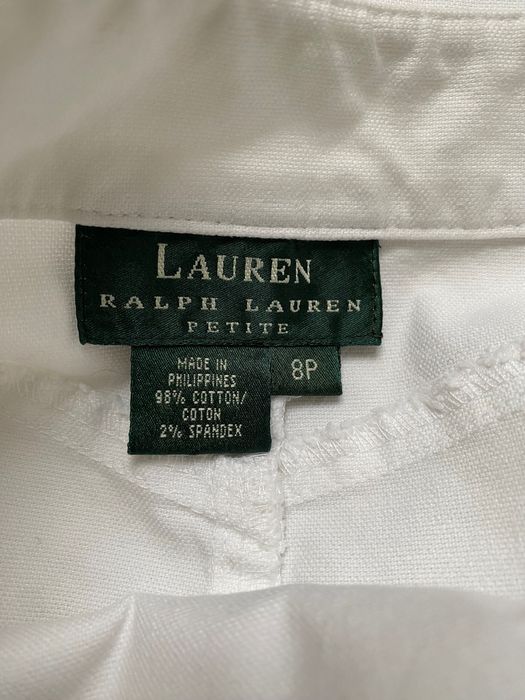 LAUREN
RALPH LAUREN
PETITE
MADE IN
PHILIPPINES
98% COTTON/
COTON
2% SPANDEX
8P